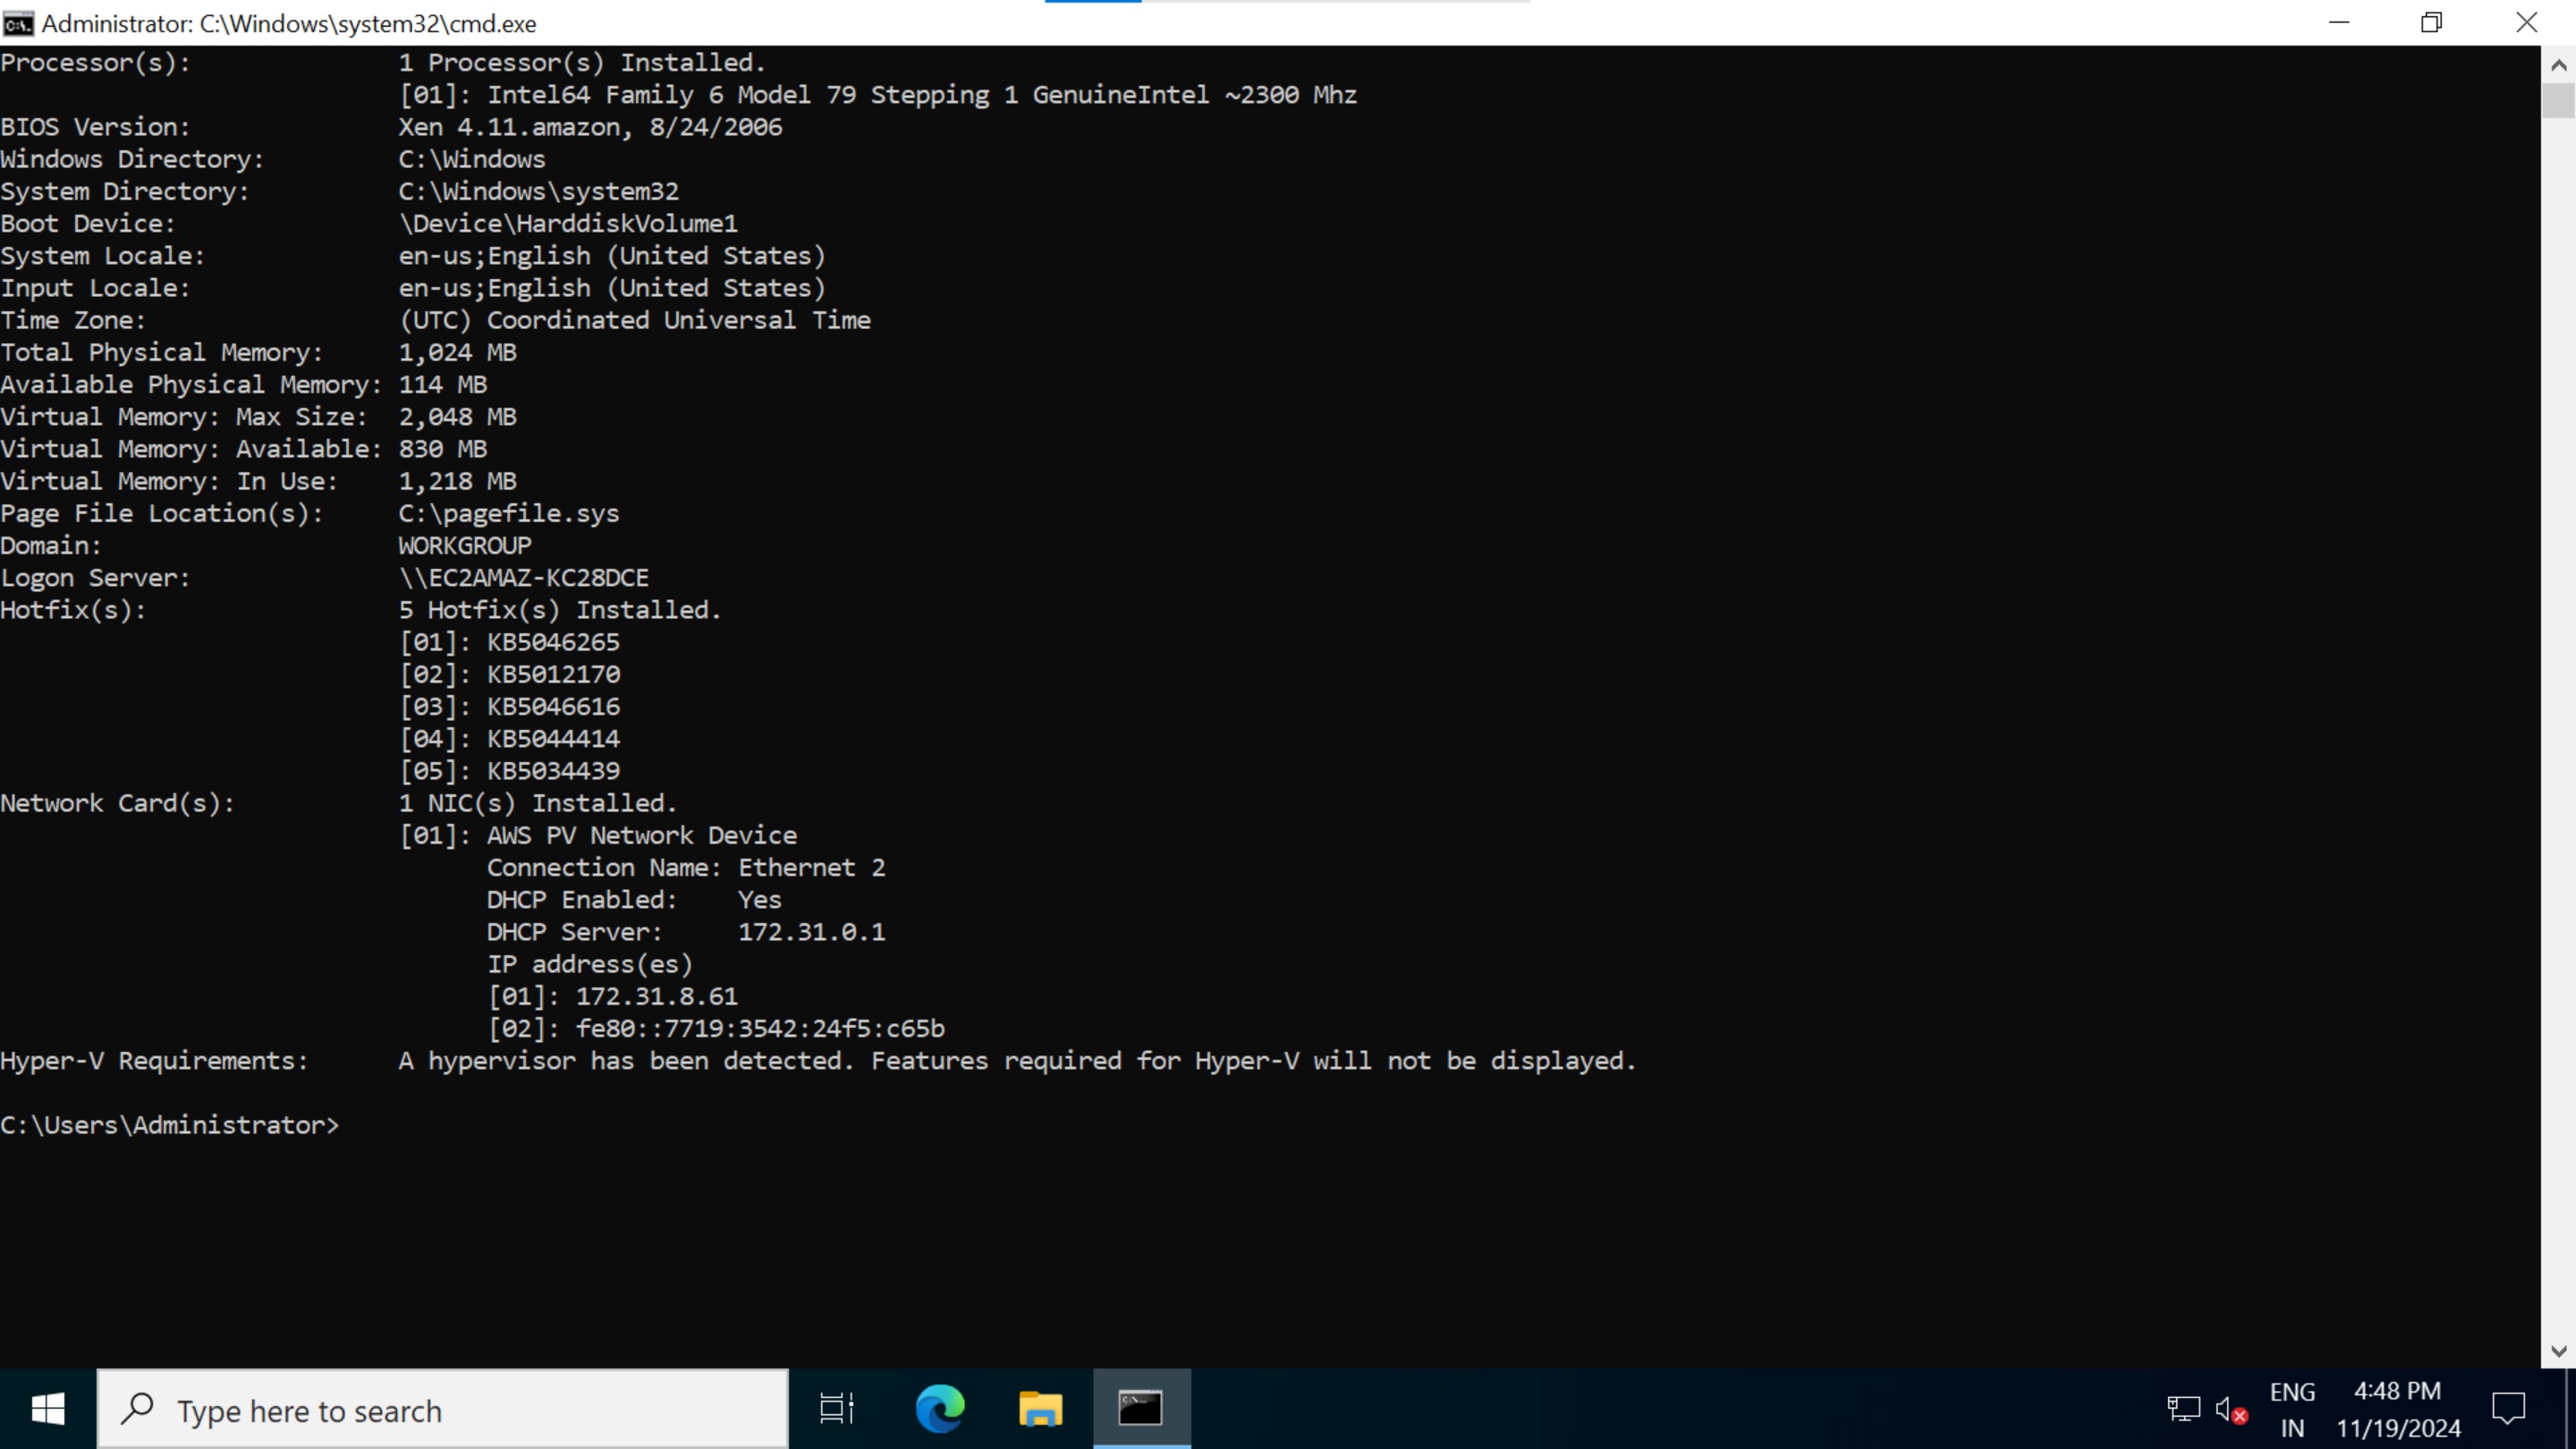 Administrator: C:\Windows\system32\cmd.exe
Processor(s):              1 Processor(s) Installed.
                           [01]: Intel64 Family 6 Model 79 Stepping 1 GenuineIntel ~2300 Mhz
BIOS Version:              Xen 4.11.amazon, 8/24/2006
Windows Directory:         C:\Windows
System Directory:          C:\Windows\system32
Boot Device:               \Device\HarddiskVolume1
System Locale:             en-us;English (United States)
Input Locale:              en-us;English (United States)
Time Zone:                 (UTC) Coordinated Universal Time
Total Physical Memory:     1,024 MB
Available Physical Memory: 114 MB
Virtual Memory: Max Size:  2,048 MB
Virtual Memory: Available: 830 MB
Virtual Memory: In Use:    1,218 MB
Page File Location(s):     C:\pagefile.sys
Domain:                    WORKGROUP
Logon Server:              \\EC2AMAZ-KC28DCE
Hotfix(s):                 5 Hotfix(s) Installed.
                           [01]: KB5046265
                           [02]: KB5012170
                           [03]: KB5046616
                           [04]: KB5044414
                           [05]: KB5034439
Network Card(s):           1 NIC(s) Installed.
                           [01]: AWS PV Network Device
                                 Connection Name: Ethernet 2
                                 DHCP Enabled:    Yes
                                 DHCP Server:     172.31.0.1
                                 IP address(es)
                                 [01]: 172.31.8.61
                                 [02]: fe80::7719:3542:24f5:c65b
Hyper-V Requirements:      A hypervisor has been detected. Features required for Hyper-V will not be displayed.
C:\Users\Administrator>
Type here to search
ENG
IN
4:48 PM
11/19/2024